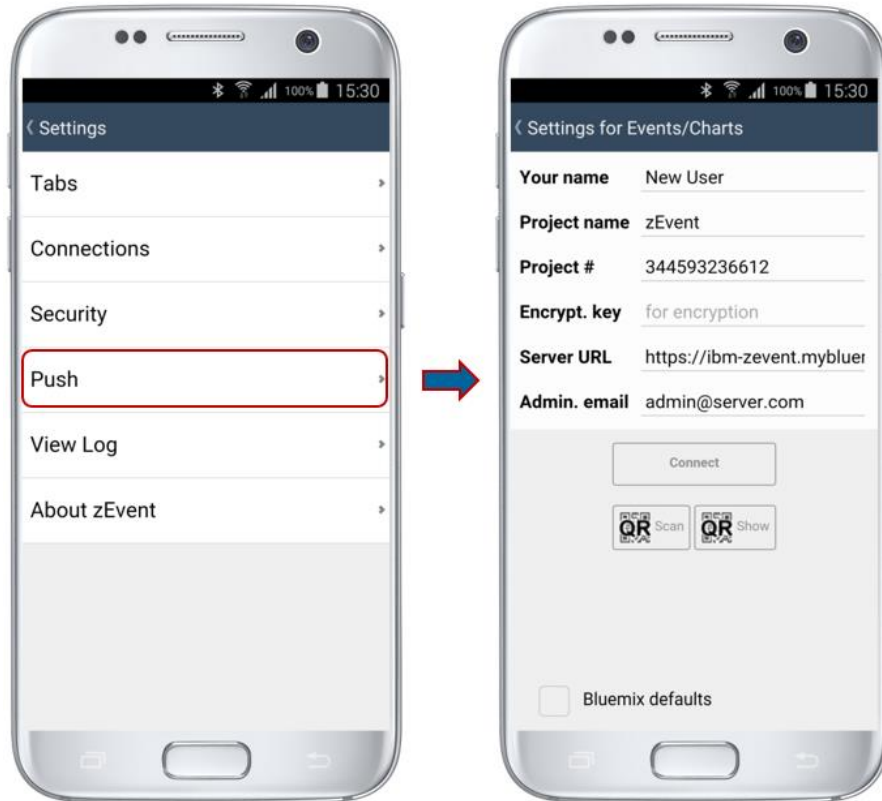 100% 15:30
Settings
Tabs
Connections
Security
Push
View Log
About zEvent
100% 15:30
Settings for Events/Charts
Your name New User
Project name zEvent
Project # 344593236612
Encrypt. key for encryption
Server URL https://ibm-zevent.mybluer
Admin. email admin@server.com
Connect
QR Scan QR Show
Bluemix defaults